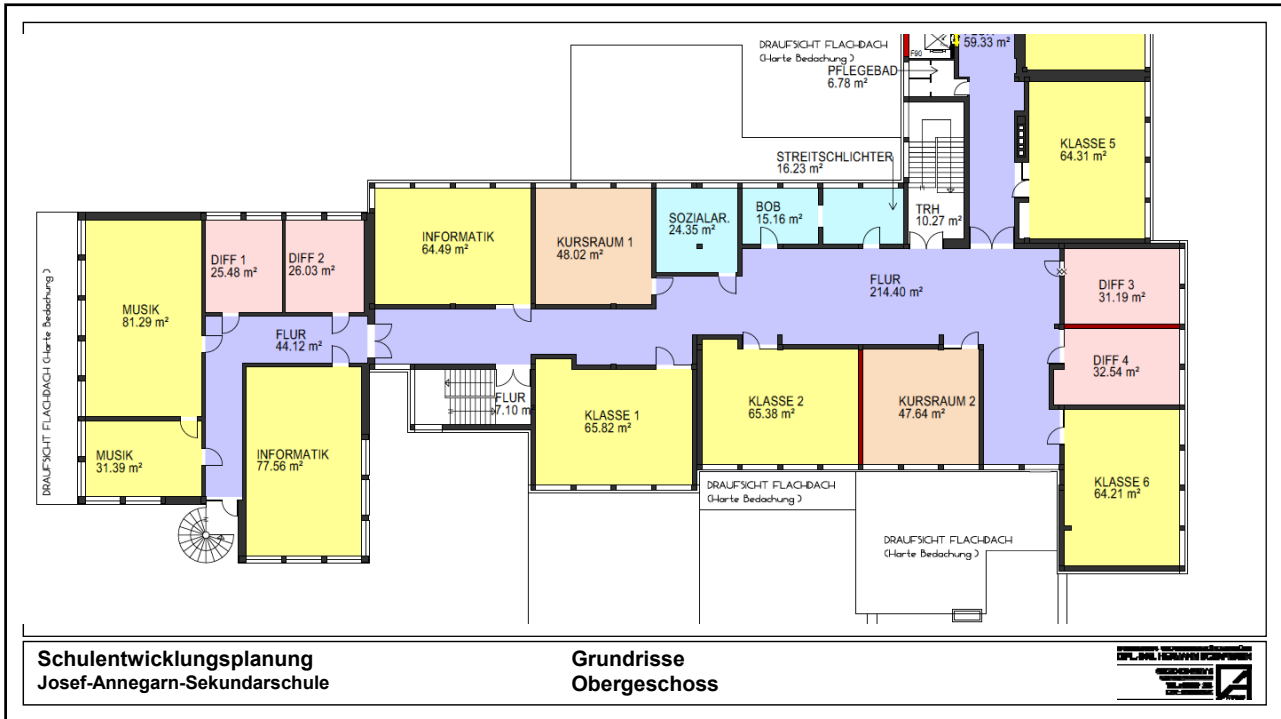 DRAUFSICHT FLACHDACH
(Harte Bedachung )
59.33 m²
F90
PFLEGEBAD
6.78 m²
KLASSE 5
64.31 m²
STREITSCHLICHTER
16.23 m²
TRH
10.27 m²
INFORMATIK
64.49 m²
KURSRAUM 1
48.02 m²
SOZIALAR.
24.35 m²
BOB
15.16 m²
DIFF 1
25.48 m²
DIFF 2
26.03 m²
FLUR
214.40 m²
DIFF 3
31.19 m²
MUSIK
81.29 m²
FLUR
44.12 m²
DIFF 4
32.54 m²
DRAUFSICHT FLACHDACH (Harte Bedachung )
FLUR
7.10 m²
KLASSE 1
65.82 m²
KLASSE 2
65.38 m²
KURSRAUM 2
47.64 m²
MUSIK
31.39 m²
INFORMATIK
77.56 m²
KLASSE 6
64.21 m²
DRAUFSICHT FLACHDACH
(Harte Bedachung )
DRAUFSICHT FLACHDACH
(Harte Bedachung )
Schulentwicklungsplanung
Josef-Annegarn-Sekundarschule
Grundrisse
Obergeschoss